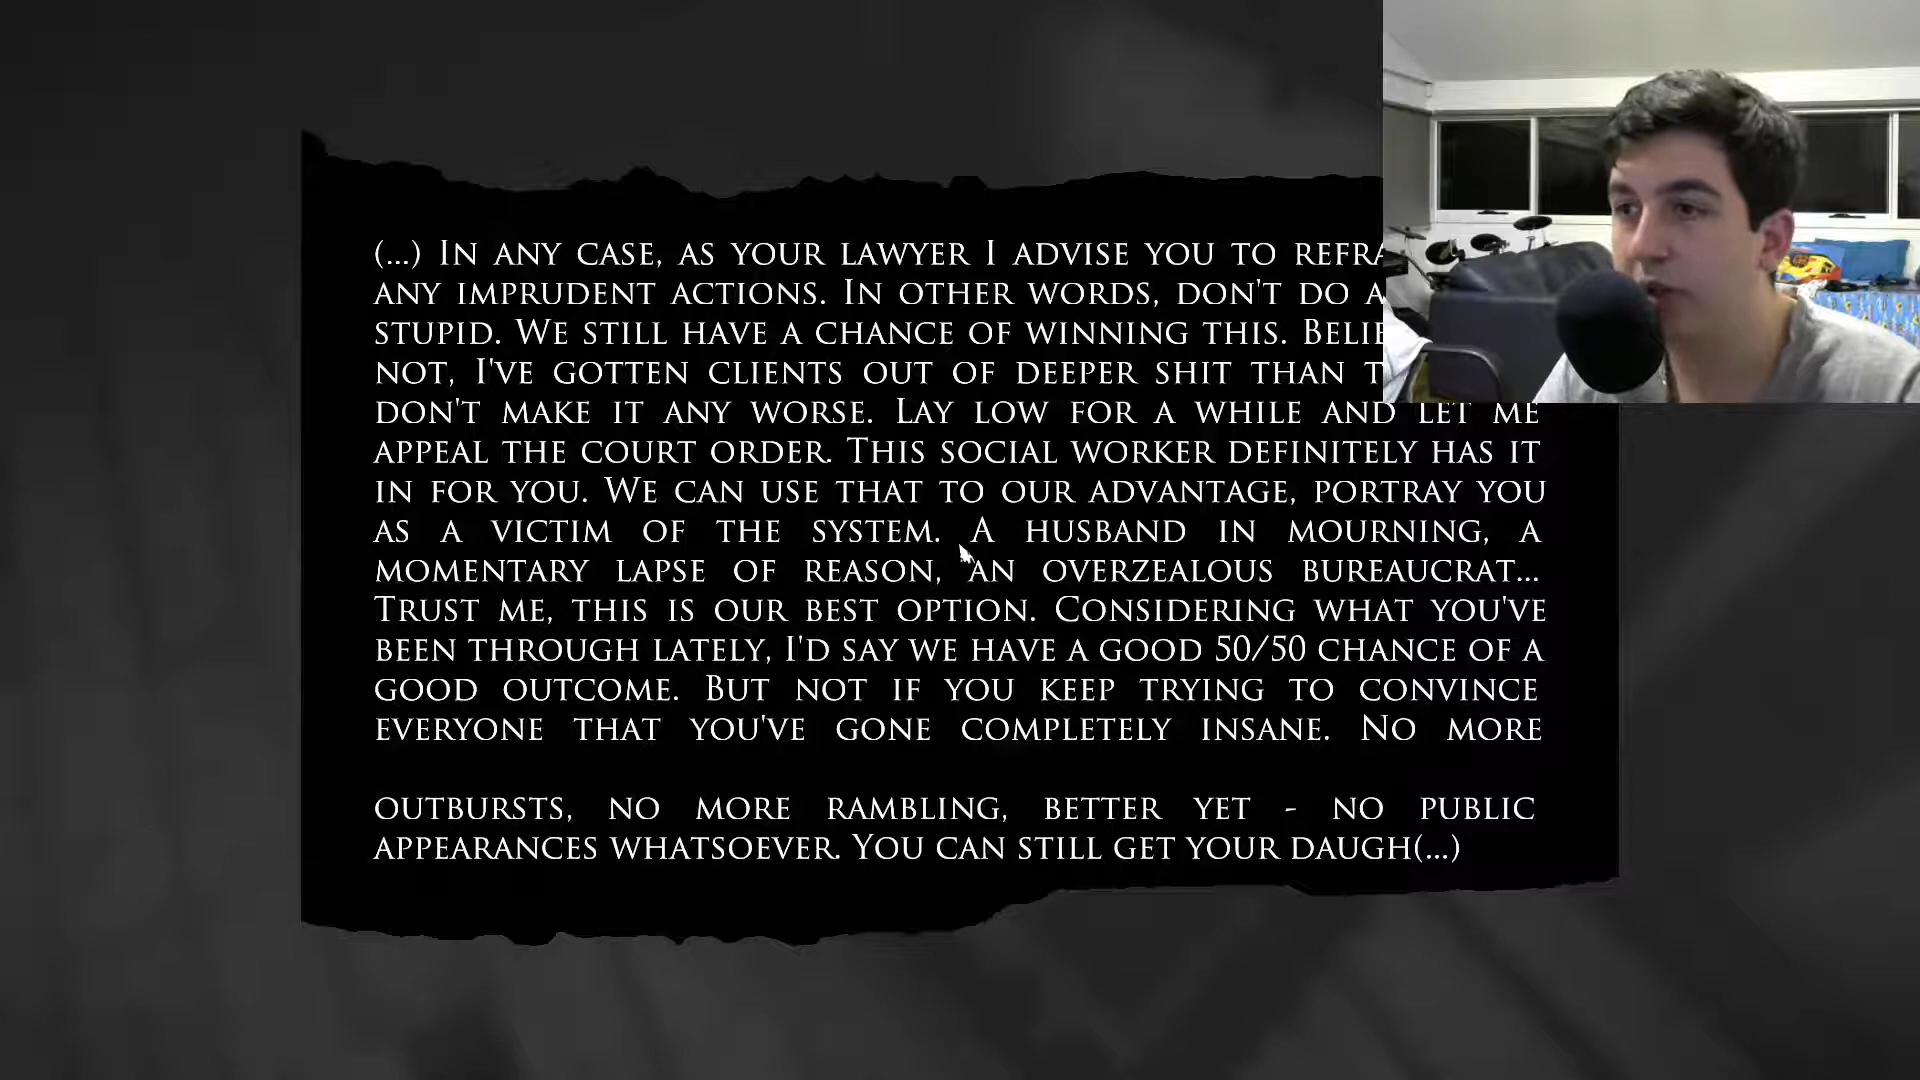 (...) In any case, as your lawyer I advise you to
any imprudent actions. In other words, don't do
stupid. We still have a chance of winning this.
not, I've gotten clients out of deeper shit than
don't make it any worse. Lay low for a while and let me
appeal the court order. This social worker definitely has it
in for you. We can use that to our advantage, portray you
as a victim of the system. A husband in mourning, a
momentary lapse of reason, an overzealous bureaucrat...
Trust me, this is our best option. Considering what you've
been through lately, I'd say we have a good 50/50 chance of a
good outcome. But not if you keep trying to convince
everyone that you've gone completely insane. No more
outbursts, no more rambling, better yet - no public
appearances whatsoever. You can still get your daugh(...)